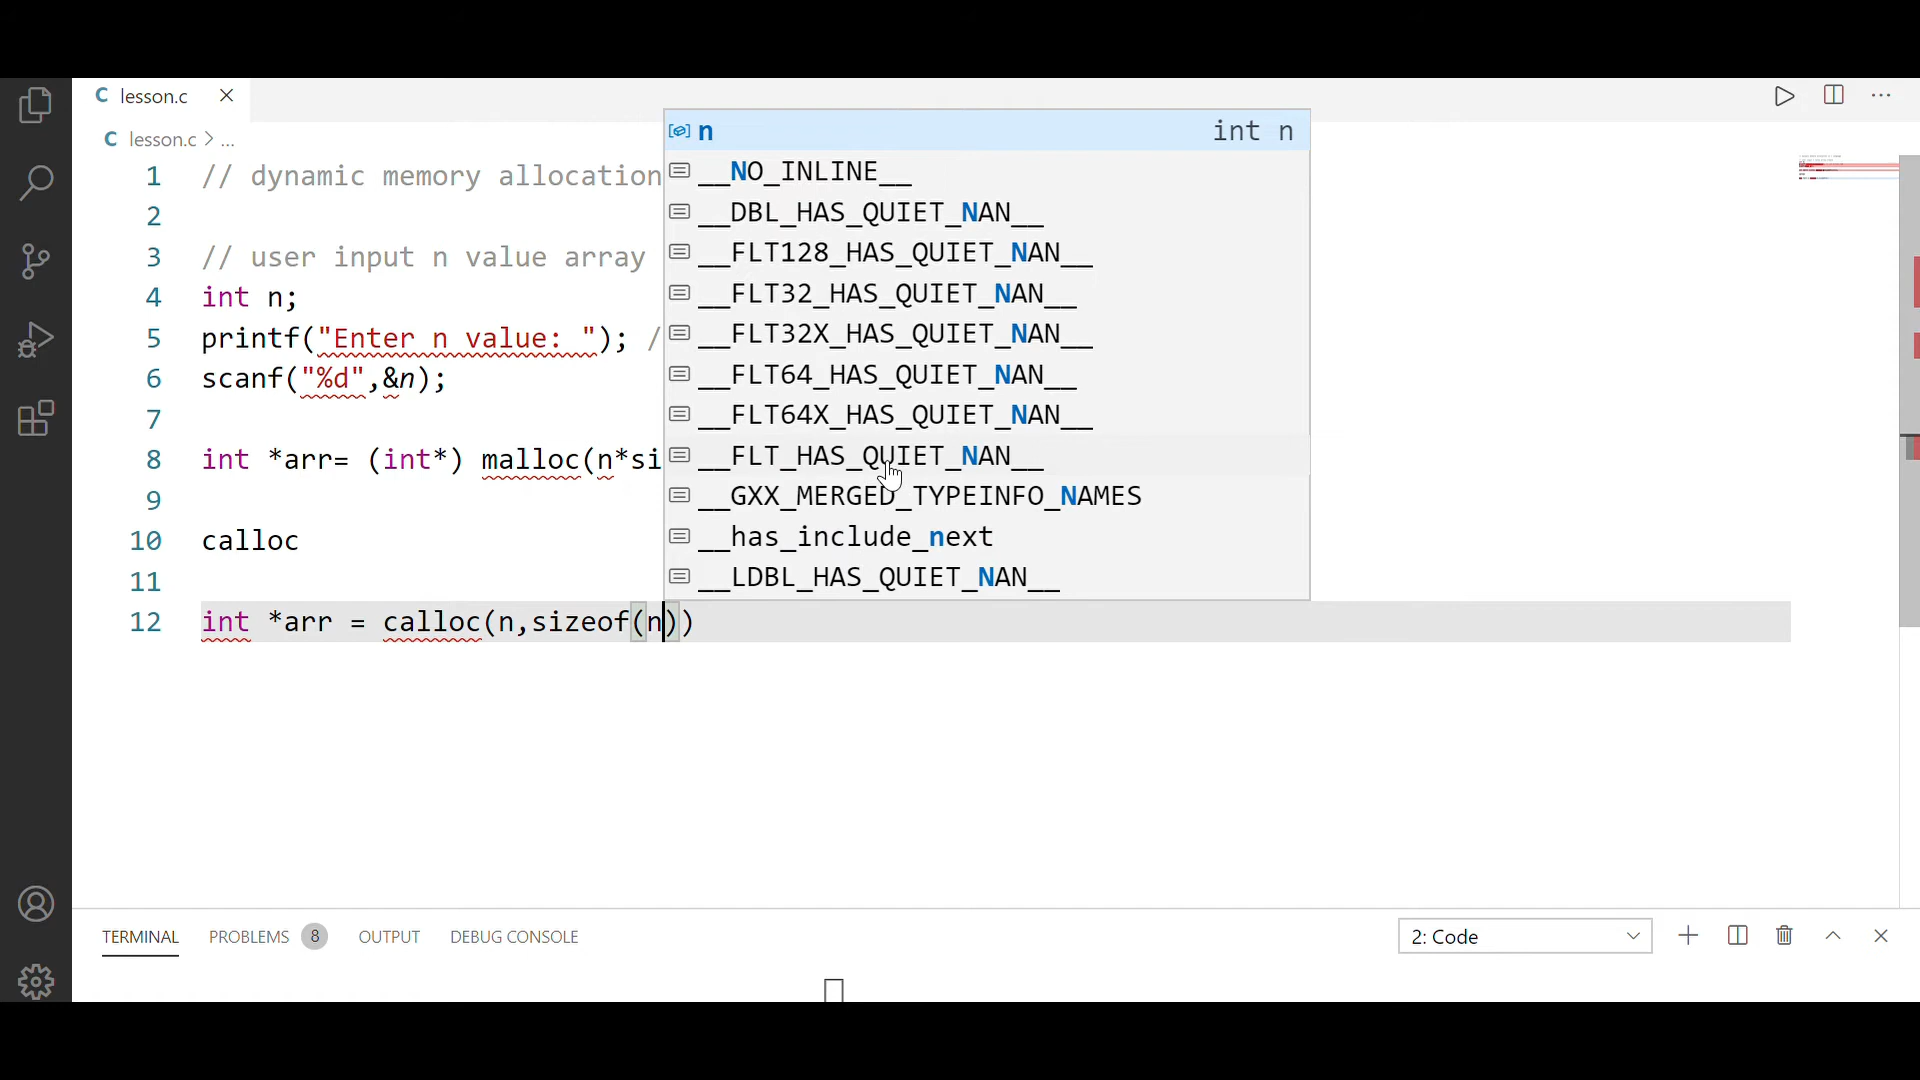 C lesson.c
C lesson.c > ...
1 // dynamic memory allocation
2
3 // user input n value array
4 int n;
5 printf("Enter n value: "); /
6 scanf("%d",&n);
7
8 int *arr= (int*) malloc(n*si
9
10 calloc
11
12 int *arr = calloc(n,sizeof(n))
n int n
__NO_INLINE__
__DBL_HAS_QUIET_NAN__
__FLT128_HAS_QUIET_NAN__
__FLT32_HAS_QUIET_NAN__
__FLT32X_HAS_QUIET_NAN__
__FLT64_HAS_QUIET_NAN__
__FLT64X_HAS_QUIET_NAN__
__FLT_HAS_QUIET_NAN__
__GXX_MERGED_TYPEINFO_NAMES
__has_include_next
__LDBL_HAS_QUIET_NAN__
TERMINAL PROBLEMS 8 OUTPUT DEBUG CONSOLE 2: Code